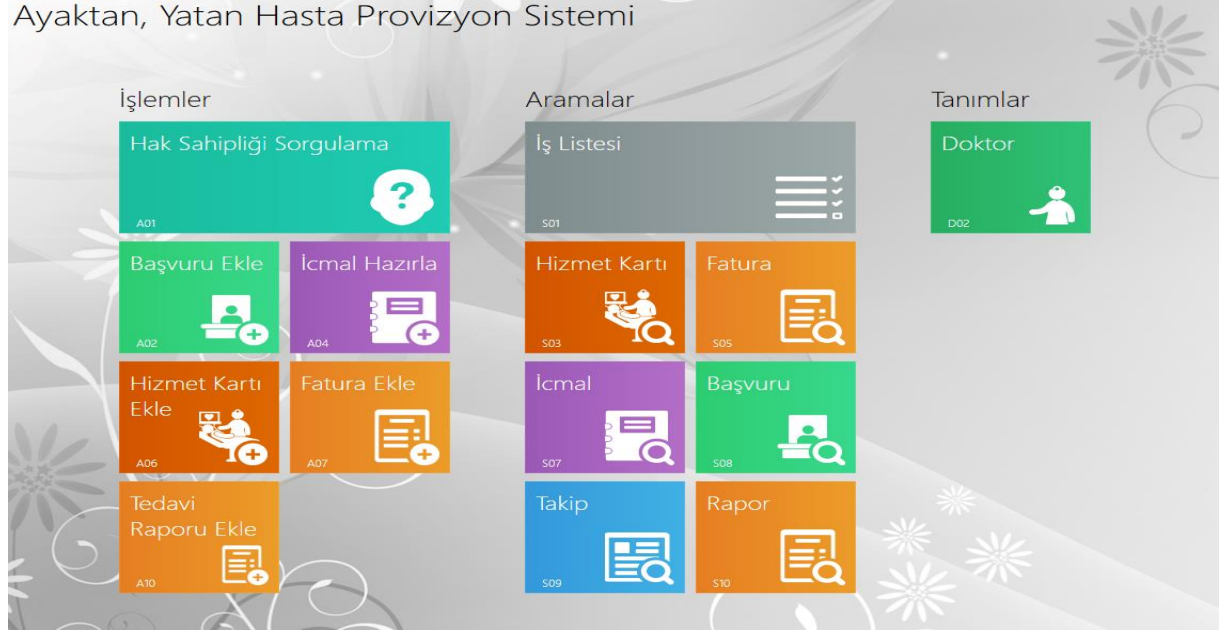 Ayaktan, Yatan Hasta Provizyon Sistemi
İşlemler
Hak Sahipliği Sorgulama
?
A01
Başvuru Ekle
A02
İcmal Hazırla
A04
Hizmet Kartı
Ekle
A06
Fatura Ekle
A07
Tedavi
Raporu Ekle
A10
Aramalar
İş Listesi
S01
Hizmet Kartı
S03
Fatura
S05
İcmal
S07
Başvuru
S08
Takip
S09
Rapor
S10
Tanımlar
Doktor
D02